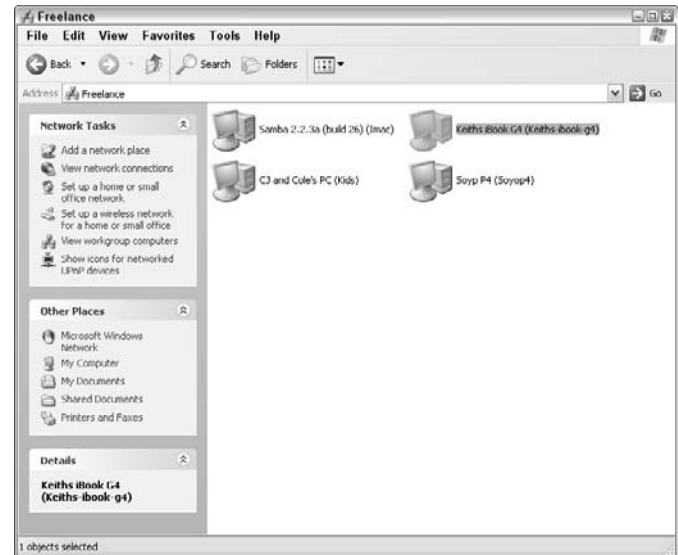 Freelance
File Edit View Favorites Tools Help
Back Search Folders
Address Freelance Go
Network Tasks
Add a network place
View network connections
Set up a home or small
office network
Set up a wireless network
for a home or small office
View workgroup computers
Show icons for networked
UPnP devices
Other Places
Microsoft Windows
Network
My Computer
My Documents
Shared Documents
Printers and Faxes
Details
Keiths iBook G4
(Keiths-ibook-g4)
Samba 2.2.3a (build 26) (Imac)
Keiths iBook G4 (Keiths-ibook-g4)
CJ and Cole's PC (Kids)
Soyp P4 (Soyop4)
1 objects selected